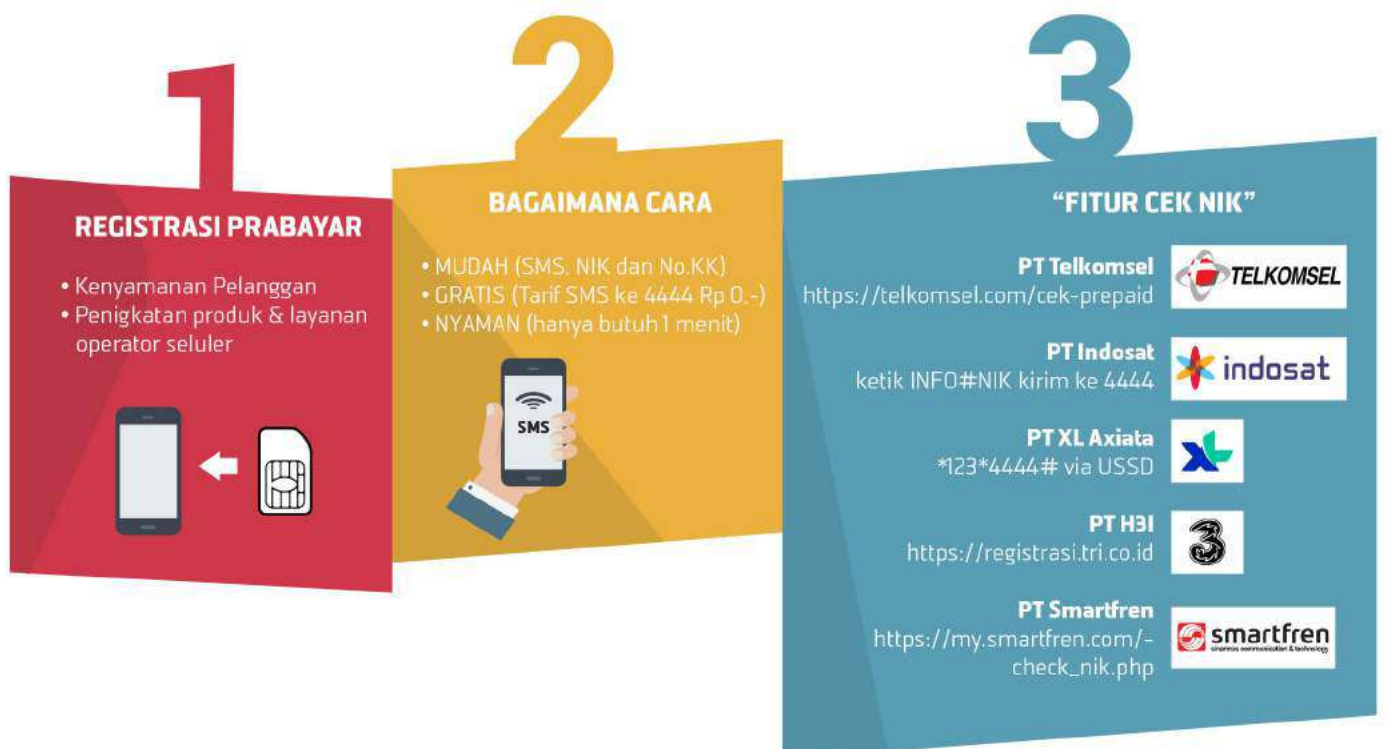 1
REGISTRASI PRABAYAR
• Kenyamanan Pelanggan
• Penigkatan produk & layanan
operator seluler
2
BAGAIMANA CARA
• MUDAH (SMS. NIK dan No.KK)
• GRATIS (Tarif SMS ke 4444 Rp 0.-)
• NYAMAN (hanya butuh 1 menit)
SMS
3
“FITUR CEK NIK”
PT Telkomsel
https://telkomsel.com/cek-prepaid
TELKOMSEL
PT Indosat
ketik INFO#NIK kirim ke 4444
indosat
PT XL Axiata
*123*4444# via USSD
XL
PT H3I
https://registrasi.tri.co.id
3
PT Smartfren
https://my.smartfren.com/-
check_nik.php
smartfren
sinarmas communication & technology